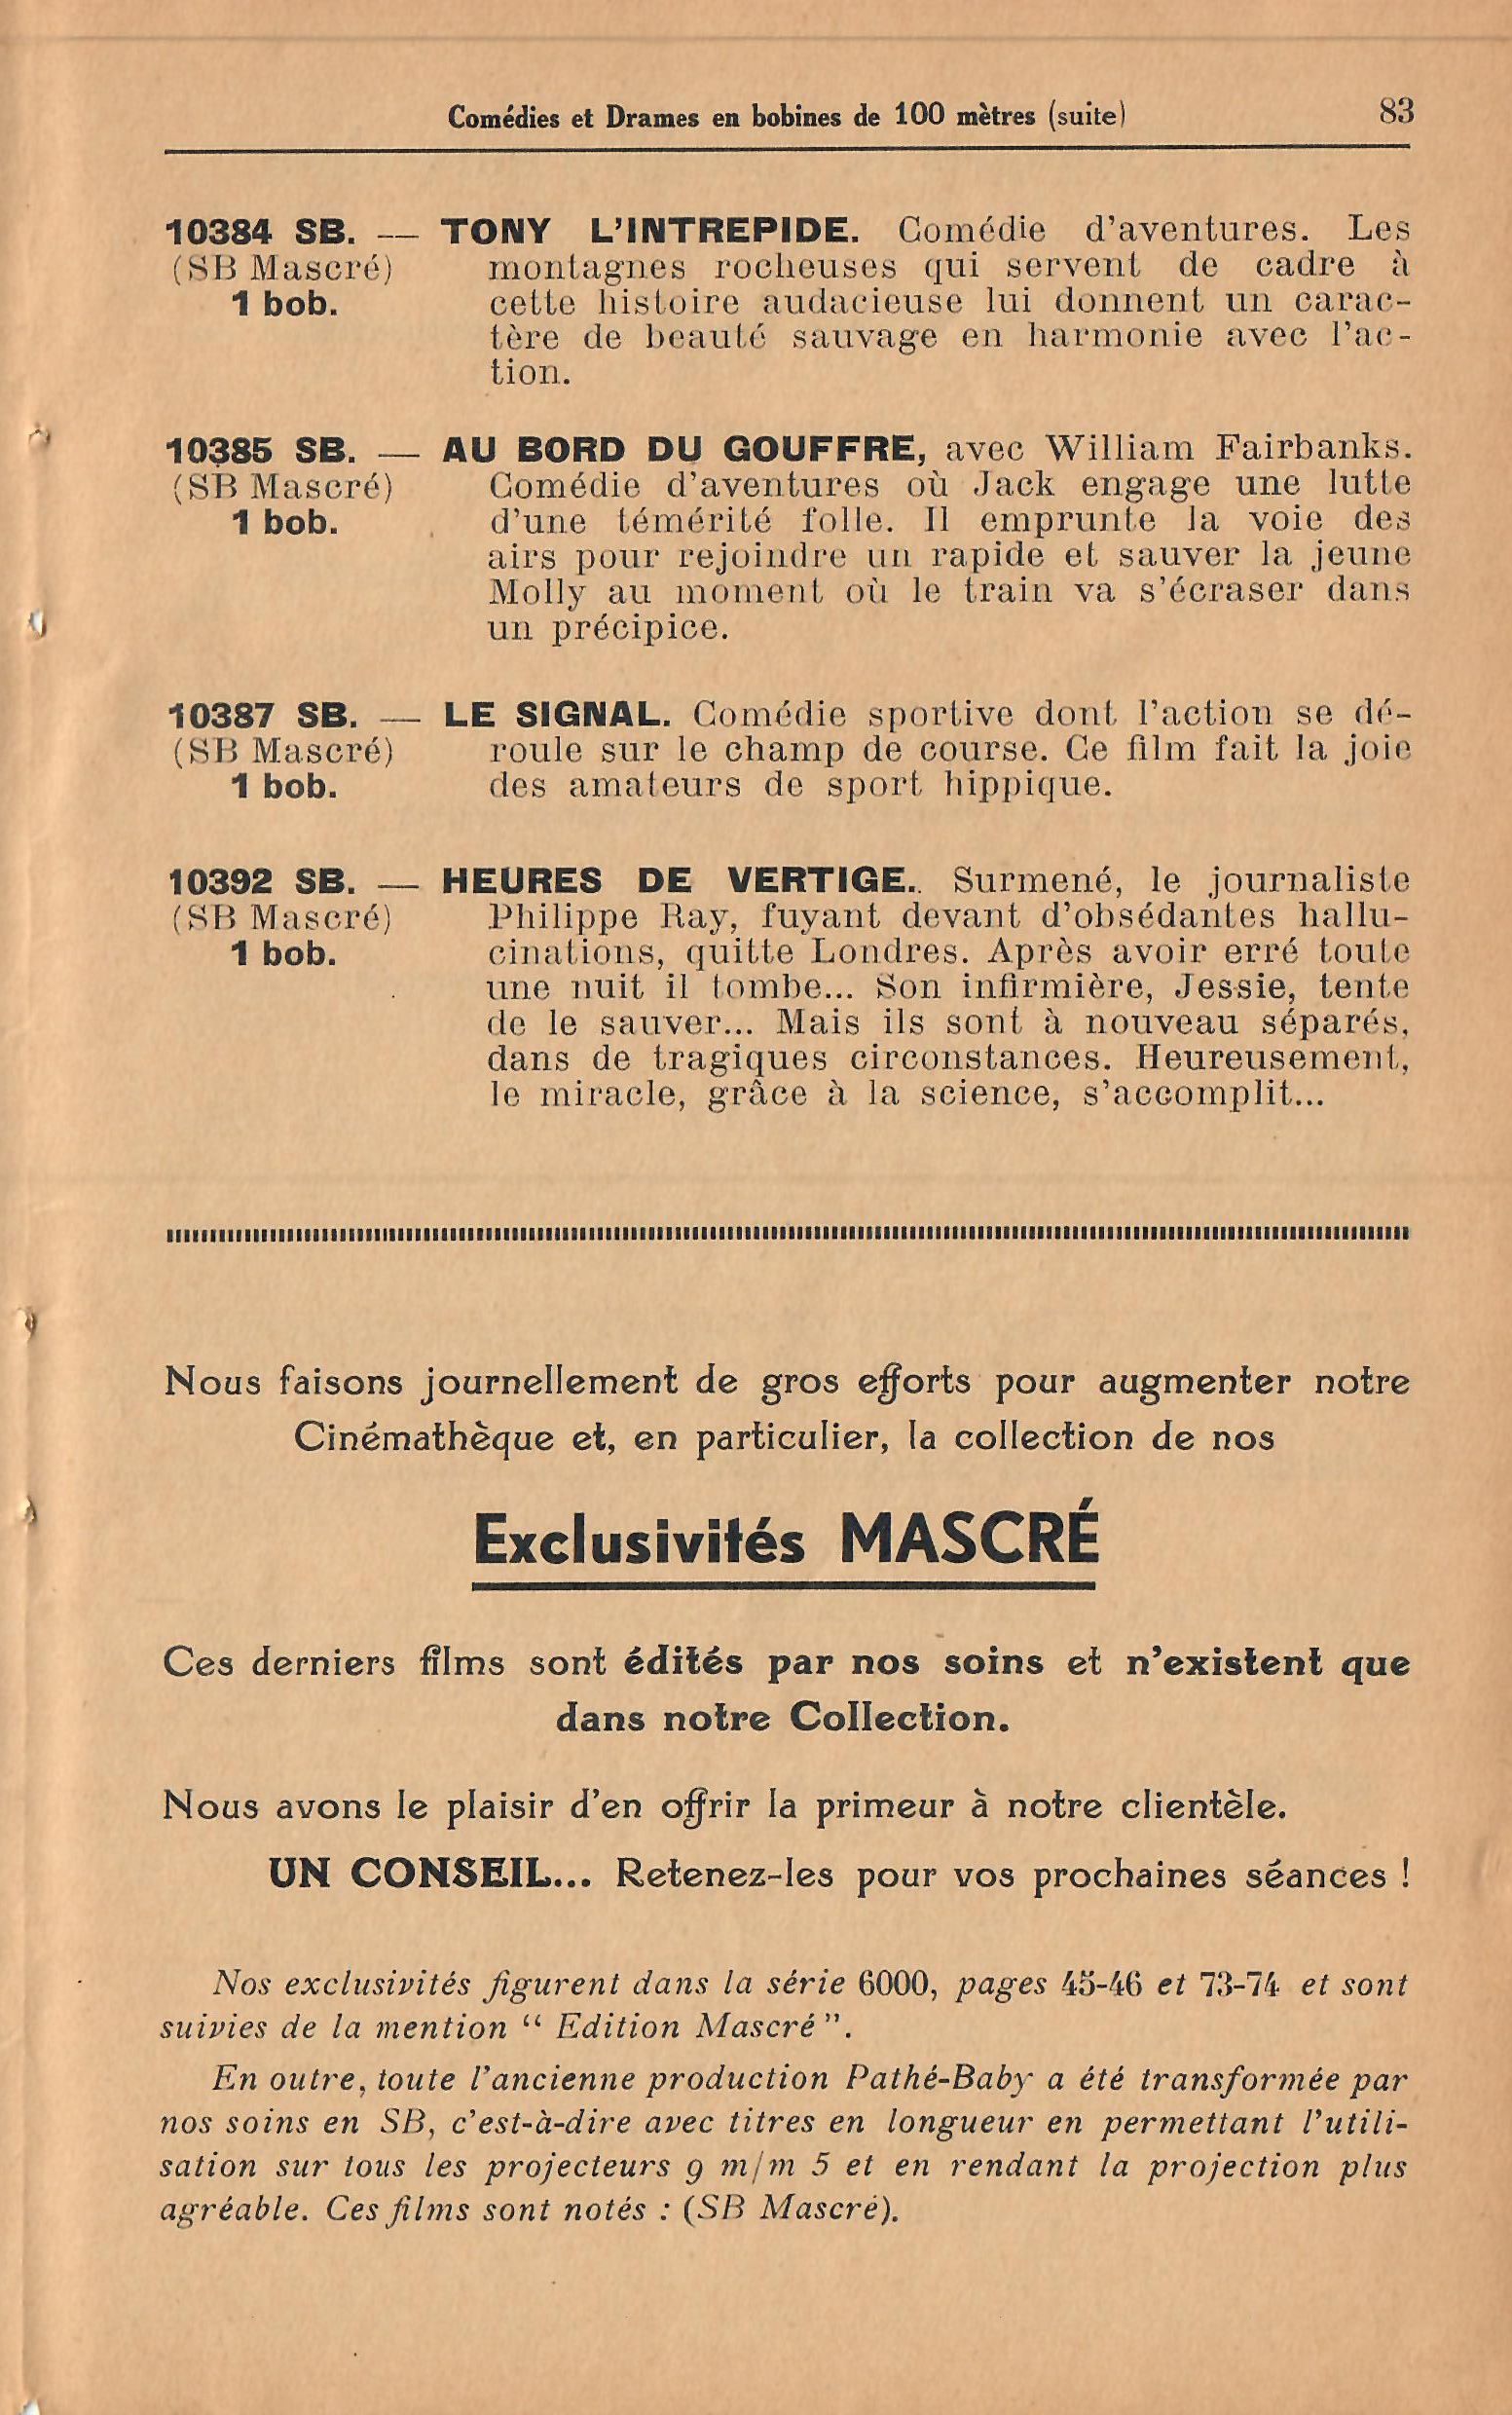 Comédies et Drames en bobines de 100 mètres (suite)
83
10384 SB. — TONY L'INTREPIDE. Comédie d'aventures. Les
(SB Mascré) montagnes rocheuses qui servent de cadre à
1 bob. cette histoire audacieuse lui donnent un carac-
tère de beauté sauvage en harmonie avec l'ac-
tion.
10385 SB. — AU BORD DU GOUFFRE, avec William Fairbanks.
(SB Mascré) Comédie d'aventures où Jack engage une lutte
1 bob. d'une témérité folle. Il emprunte la voie des
airs pour rejoindre un rapide et sauver la jeune
Molly au moment où le train va s'écraser dans
un précipice.
10387 SB. — LE SIGNAL. Comédie sportive dont l'action se dé-
(SB Mascré) roule sur le champ de course. Ce film fait la joie
1 bob. des amateurs de sport hippique.
10392 SB. — HEURES DE VERTIGE.. Surmené, le journaliste
(SB Mascré) Philippe Ray, fuyant devant d'obsédantes hallu-
1 bob. cinations, quitte Londres. Après avoir erré toute
une nuit il tombe... Son infirmière, Jessie, tente
de le sauver... Mais ils sont à nouveau séparés,
dans de tragiques circonstances. Heureusement,
le miracle, grâce à la science, s'accomplit...
Nous faisons journellement de gros efforts pour augmenter notre
Cinémathèque et, en particulier, la collection de nos
Exclusivités MASCRÉ
Ces derniers films sont édités par nos soins et n'existent que
dans notre Collection.
Nous avons le plaisir d'en offrir la primeur à notre clientèle.
UN CONSEIL... Retenez-les pour vos prochaines séances !
Nos exclusivités figurent dans la série 6000, pages 45-46 et 73-74 et sont
suivies de la mention “ Edition Mascré ”.
En outre, toute l'ancienne production Pathé-Baby a été transformée par
nos soins en SB, c'est-à-dire avec titres en longueur en permettant l'utili-
sation sur tous les projecteurs 9 m/m 5 et en rendant la projection plus
agréable. Ces films sont notés : (SB Mascré).